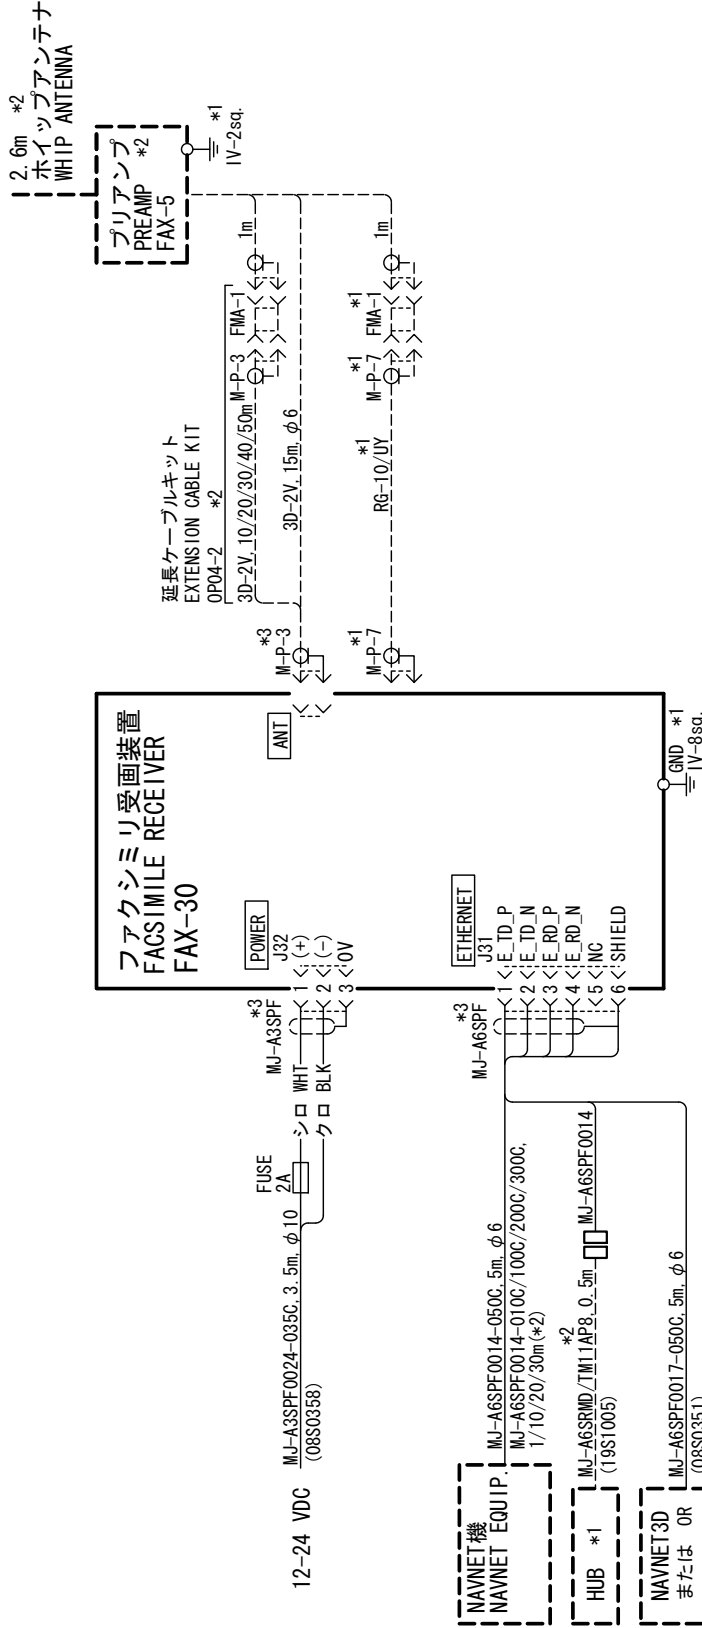 2.6m *2
ホイップアンテナ
WHIP ANTENNA
プリアンプ
PREAMP *2
FAX-5
*1
IV-2sq.
延長ケーブルキット
EXTENSION CABLE KIT
OP04-2 *2
3D-2V, 10/20/30/40/50m
M-P-3
FMA-1
1m
3D-2V, 15m, φ6
*3
M-P-3
*1
M-P-7
*1
RG-10/UY
*1
M-P-7
*1
FMA-1
1m
ファクシミリ受画装置
FACSIMILE RECEIVER
FAX-30
ANT
GND *1
IV-8sq.
POWER
J32
1 (+)
2 (-)
3 0V
*3
MJ-A3SPF
シロ WHT
クロ BLK
FUSE
2A
MJ-A3SPF0024-035C, 3.5m, φ10
(08S0358)
12-24 VDC
ETHERNET
J31
1 E_TD_P
2 E_TD_N
3 E_RD_P
4 E_RD_N
5 NC
6 SHIELD
*3
MJ-A6SPF
MJ-A6SPF0014-050C, 5m, φ6
MJ-A6SPF0014-010C/100C/200C/300C,
1/10/20/30m(*2)
NAVNET機
NAVNET EQUIP.
*2
MJ-A6SRMD/TM11AP8, 0.5m
(19S1005)
MJ-A6SPF0014
HUB *1
MJ-A6SPF0017-050C, 5m, φ6
(08S0351)
NAVNET3D
または OR